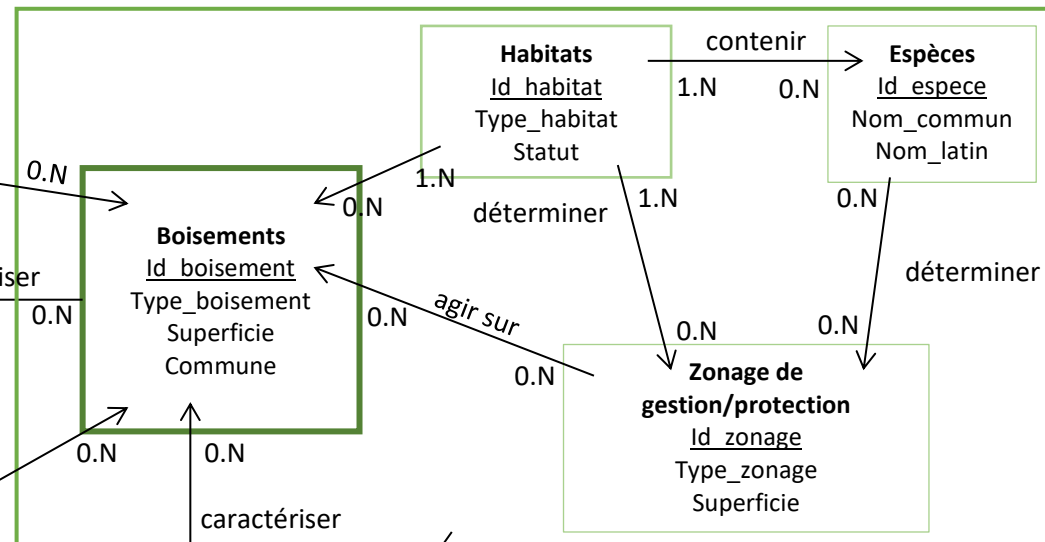 Habitats
Id_habitat
Type_habitat
Statut
contenir
1.N
0.N
Espèces
Id_espece
Nom_commun
Nom_latin
0.N
1.N
0.N
déterminer
1.N
0.N
déterminer
Boisements
Id_boisement
Type_boisement
Superficie
Commune
iser
0.N
0.N
agir sur
0.N
0.N
0.N
Zonage de
gestion/protection
Id_zonage
Type_zonage
Superficie
0.N
0.N
caractériser